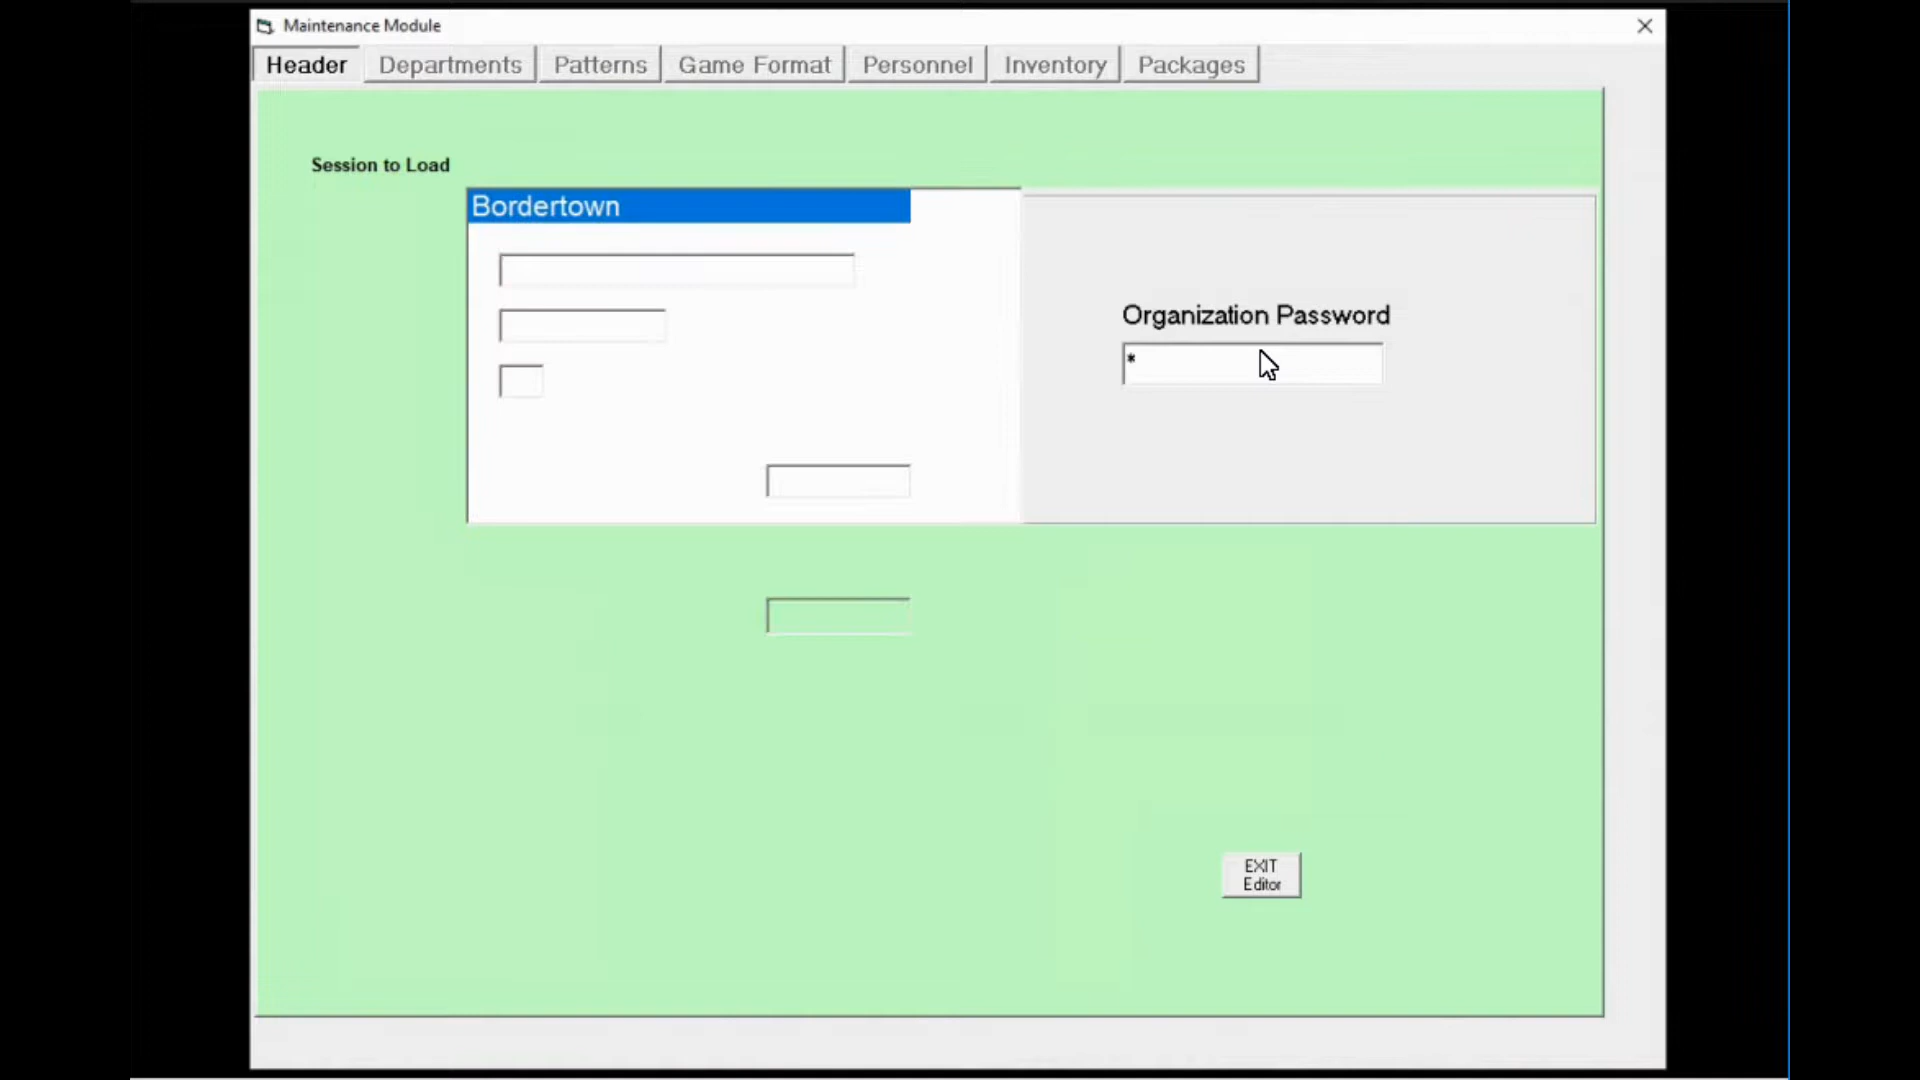 Maintenance Module
Header Departments Patterns Game Format Personnel Inventory Packages
Session to Load
Bordertown
Organization Password
*
EXIT
Editor